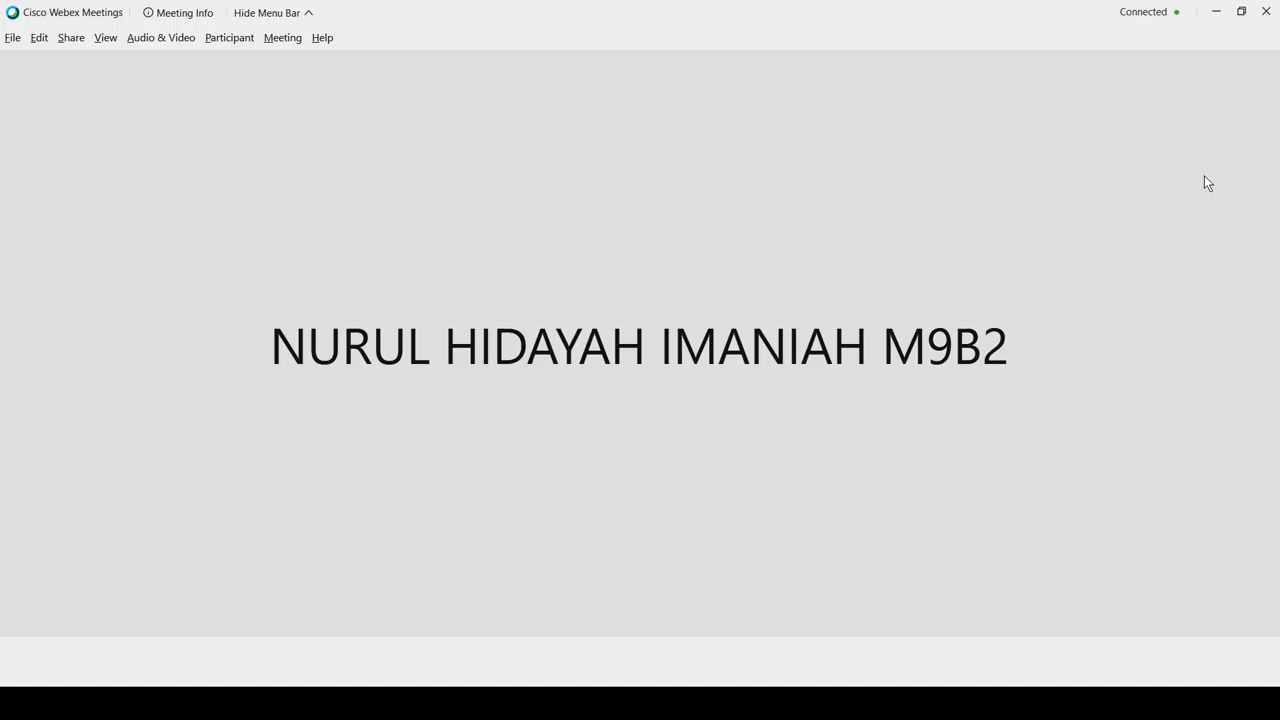 Cisco Webex Meetings Meeting Info Hide Menu Bar Connected
File Edit Share View Audio & Video Participant Meeting Help
NURUL HIDAYAH IMANIAH M9B2